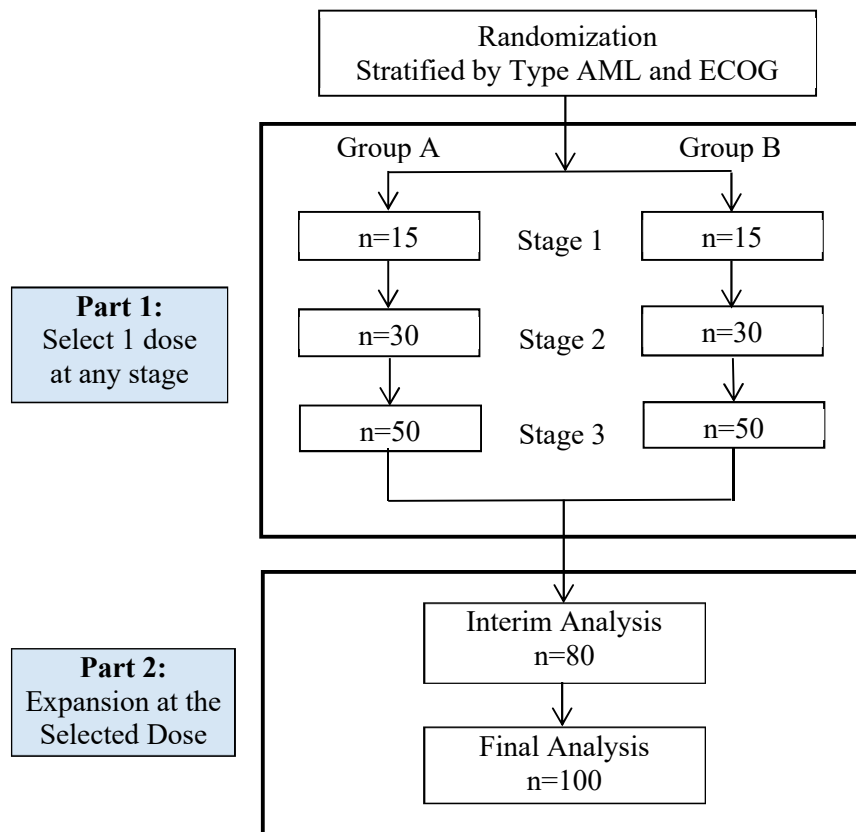 Randomization
Stratified by Type AML and ECOG
Group A
Group B
n=15
Stage 1
n=15
Part 1:
Select 1 dose
at any stage
n=30
Stage 2
n=30
n=50
Stage 3
n=50
Interim Analysis
n=80
Part 2:
Expansion at the
Selected Dose
Final Analysis
n=100